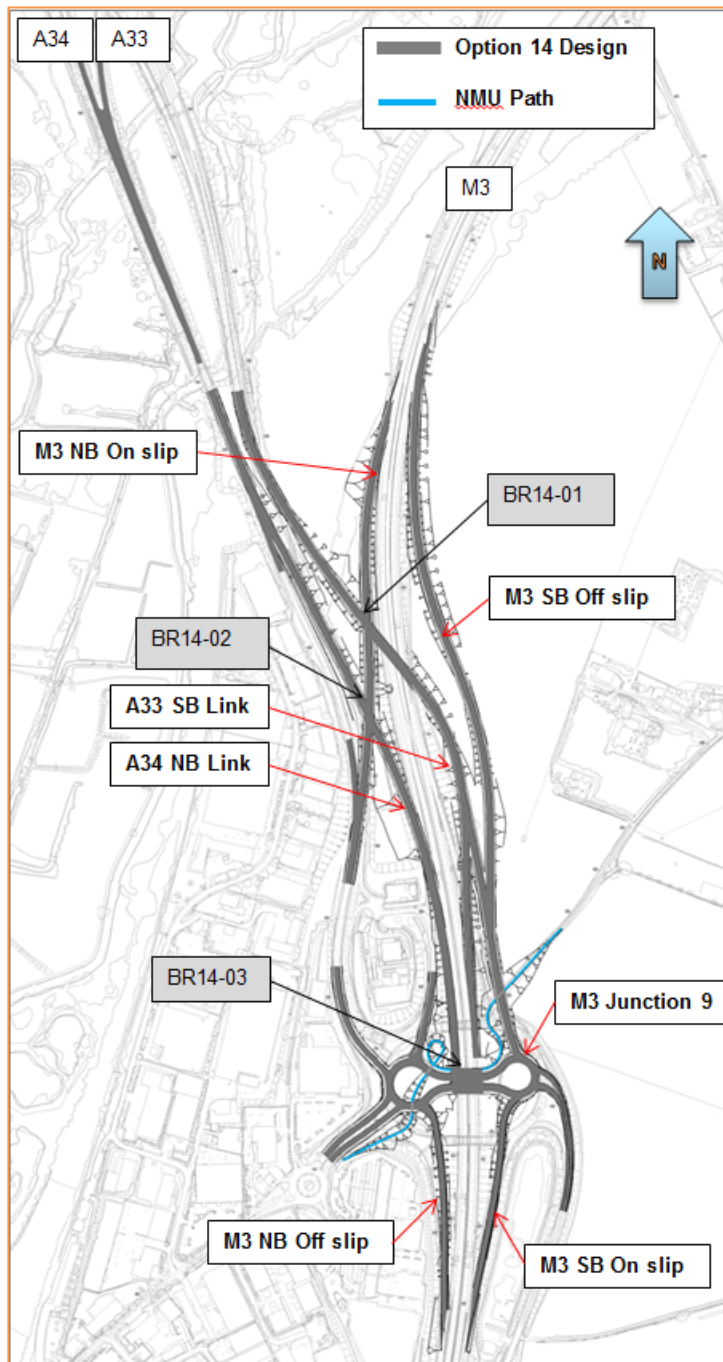 A34
A33
Option 14 Design
NMU Path
M3
N
M3 NB On slip
BR14-01
M3 SB Off slip
BR14-02
A33 SB Link
A34 NB Link
BR14-03
M3 Junction 9
M3 NB Off slip
M3 SB On slip